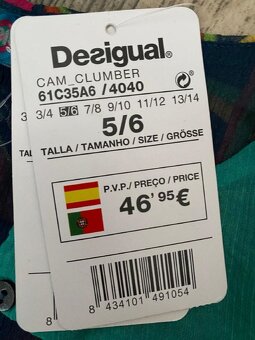 Desigual®
CAM_CLUMBER
61C35A6 / 4040
3/4 5/6 7/8 9/10 11/12 13/14
5/6
TALLA / TAMANHO / SIZE / GRÖSSE
P.V.P./ PREÇO / PRICE
46'95€
8 434101 491054